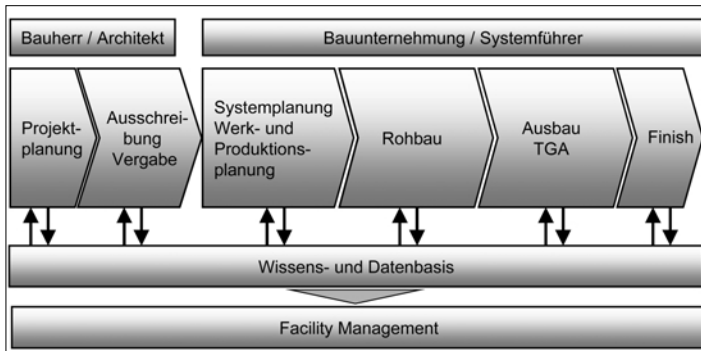 Bauherr / Architekt
Bauunternehmung / Systemführer
Projekt-
planung
Ausschrei-
bung
Vergabe
Systemplanung
Werk- und
Produktions-
planung
Rohbau
Ausbau
TGA
Finish
Wissens- und Datenbasis
Facility Management